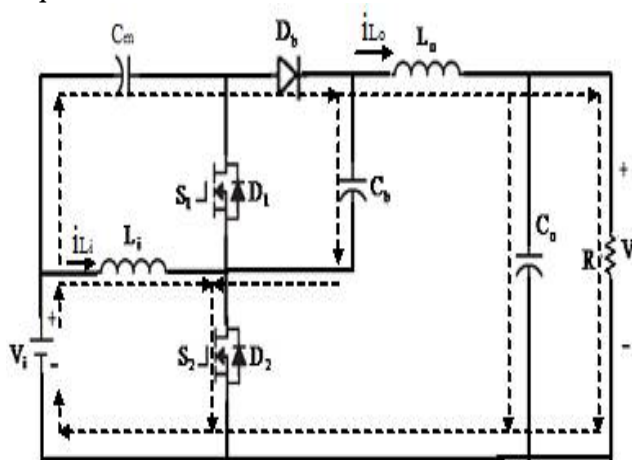 Cm
Db
iLo
Lo
S1
D1
Cb
Co
+
V
R
-
iLi
Li
Vi
+
-
S2
D2